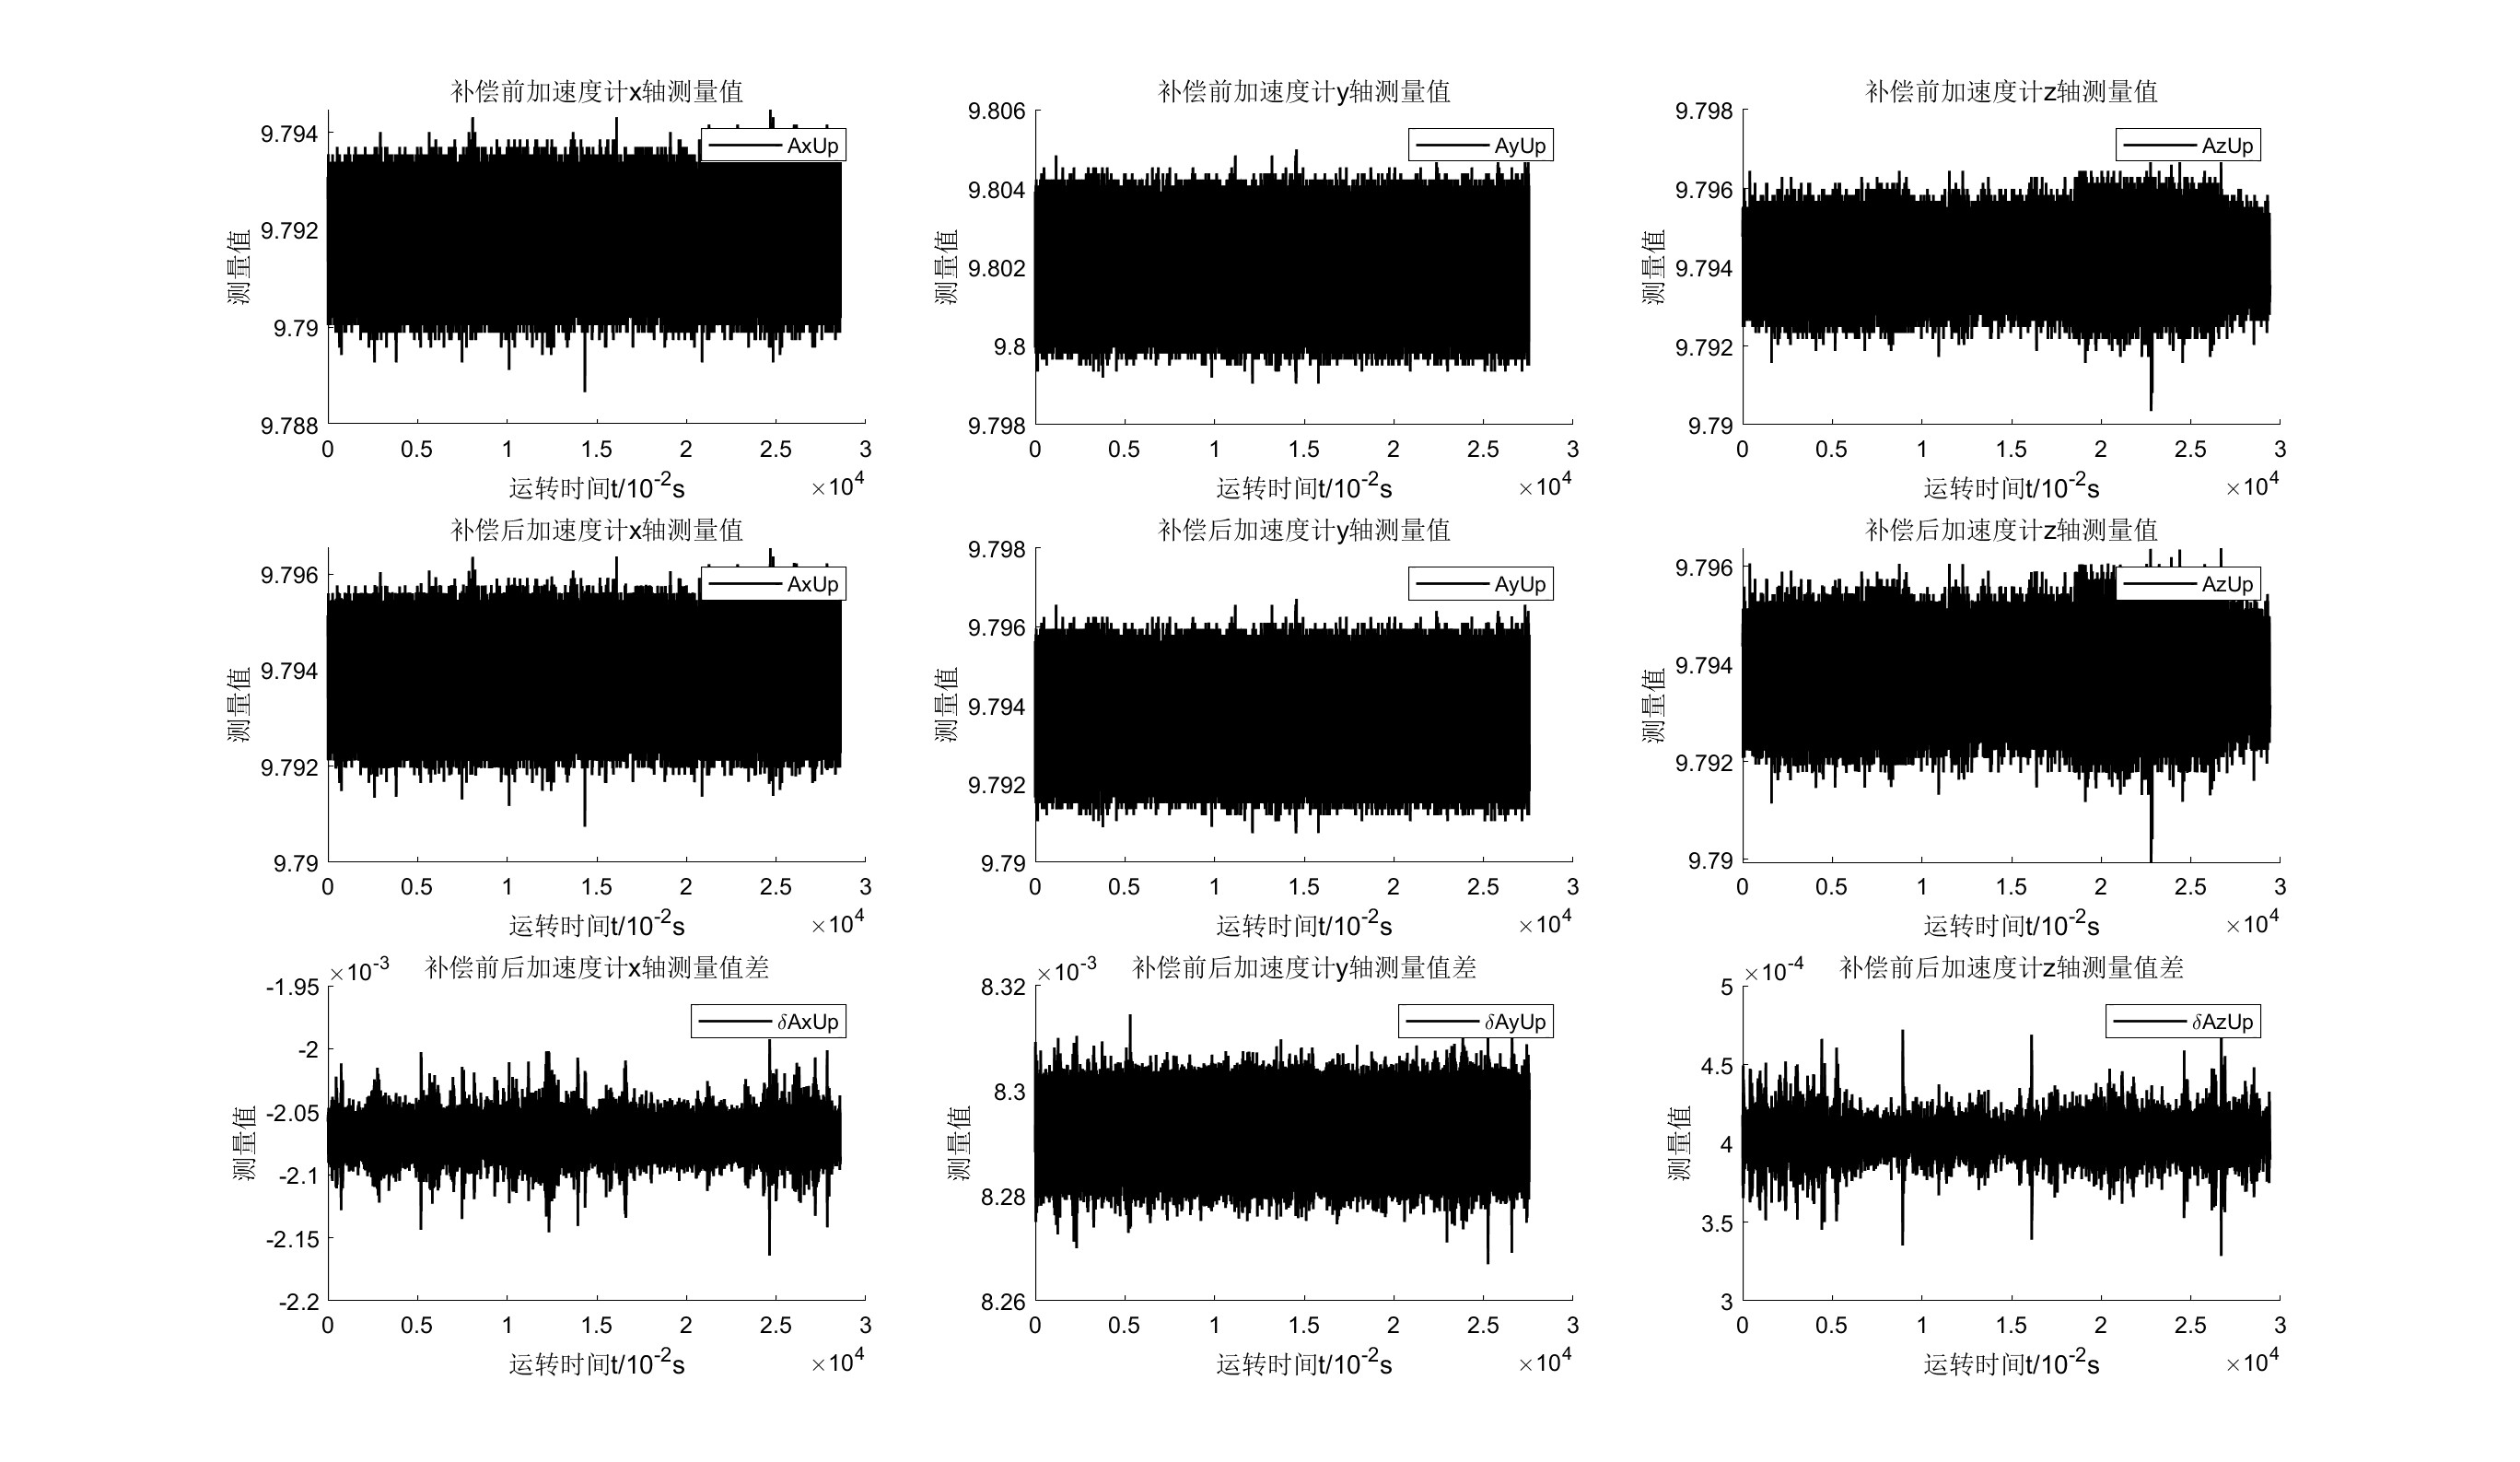 补偿前加速度计x轴测量值
9.794
9.792
9.79
9.788
测量值
AxUp
0 0.5 1 1.5 2 2.5 3
运转时间t/10-2s
×104
补偿前加速度计y轴测量值
9.806
9.804
9.802
9.8
9.798
测量值
AyUp
0 0.5 1 1.5 2 2.5 3
运转时间t/10-2s
×104
补偿前加速度计z轴测量值
9.798
9.796
9.794
9.792
9.79
测量值
AzUp
0 0.5 1 1.5 2 2.5 3
运转时间t/10-2s
×104
补偿后加速度计x轴测量值
9.796
9.794
9.792
9.79
测量值
AxUp
0 0.5 1 1.5 2 2.5 3
运转时间t/10-2s
×104
补偿后加速度计y轴测量值
9.798
9.796
9.794
9.792
9.79
测量值
AyUp
0 0.5 1 1.5 2 2.5 3
运转时间t/10-2s
×104
补偿后加速度计z轴测量值
9.796
9.794
9.792
9.79
测量值
AzUp
0 0.5 1 1.5 2 2.5 3
运转时间t/10-2s
×104
×10-3
补偿前后加速度计x轴测量值差
-1.95
-2
-2.05
-2.1
-2.15
-2.2
测量值
δAxUp
0 0.5 1 1.5 2 2.5 3
运转时间t/10-2s
×104
×10-3
补偿前后加速度计y轴测量值差
8.32
8.3
8.28
8.26
测量值
δAyUp
0 0.5 1 1.5 2 2.5 3
运转时间t/10-2s
×104
×10-4
补偿前后加速度计z轴测量值差
5
4.5
4
3.5
3
测量值
δAzUp
0 0.5 1 1.5 2 2.5 3
运转时间t/10-2s
×104